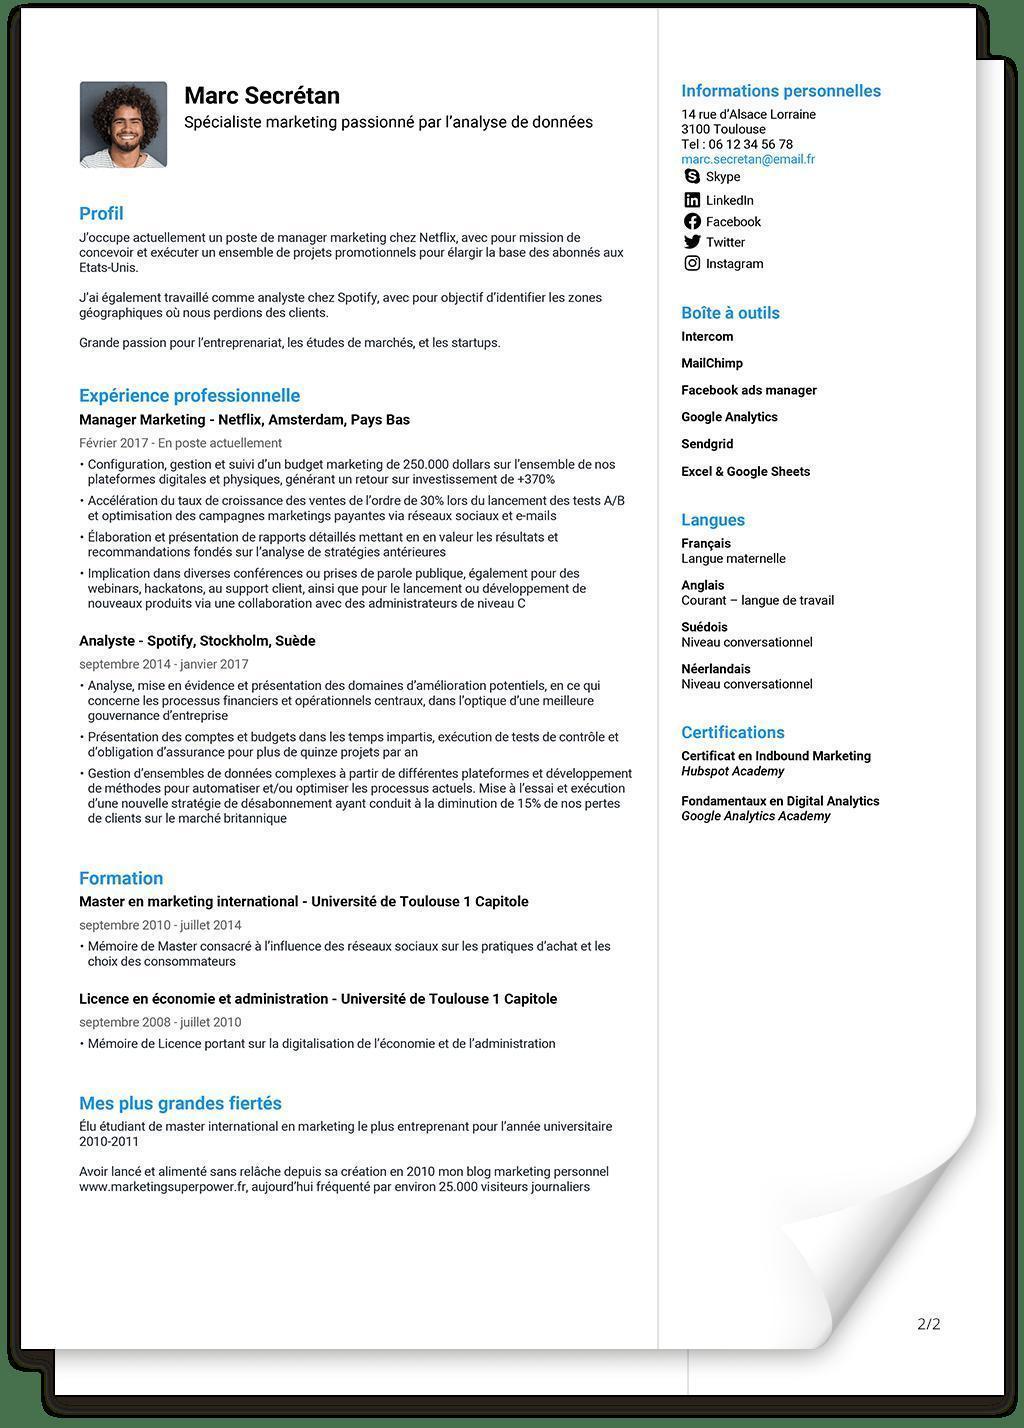 Marc Secrétan
Spécialiste marketing passionné par l’analyse de données
Profil
J’occupe actuellement un poste de manager marketing chez Netflix, avec pour mission de
concevoir et exécuter un ensemble de projets promotionnels pour élargir la base des abonnés aux
Etats-Unis.
J’ai également travaillé comme analyste chez Spotify, avec pour objectif d’identifier les zones
géographiques où nous perdions des clients.
Grande passion pour l’entreprenariat, les études de marchés, et les startups.
Expérience professionnelle
Manager Marketing - Netflix, Amsterdam, Pays Bas
Février 2017 - En poste actuellement
• Configuration, gestion et suivi d’un budget marketing de 250.000 dollars sur l’ensemble de nos
plateformes digitales et physiques, générant un retour sur investissement de +370%
• Accélération du taux de croissance des ventes de l’ordre de 30% lors du lancement des tests A/B
et optimisation des campagnes marketings payantes via réseaux sociaux et e-mails
• Élaboration et présentation de rapports détaillés mettant en en valeur les résultats et
recommandations fondés sur l’analyse de stratégies antérieures
• Implication dans diverses conférences ou prises de parole publique, également pour des
webinars, hackatons, au support client, ainsi que pour le lancement ou développement de
nouveaux produits via une collaboration avec des administrateurs de niveau C
Analyste - Spotify, Stockholm, Suède
septembre 2014 - janvier 2017
• Analyse, mise en évidence et présentation des domaines d’amélioration potentiels, en ce qui
concerne les processus financiers et opérationnels centraux, dans l’optique d’une meilleure
gouvernance d’entreprise
• Présentation des comptes et budgets dans les temps impartis, exécution de tests de contrôle et
d’obligation d’assurance pour plus de quinze projets par an
• Gestion d’ensembles de données complexes à partir de différentes plateformes et développement
de méthodes pour automatiser et/ou optimiser les processus actuels. Mise à l’essai et exécution
d’une nouvelle stratégie de désabonnement ayant conduit à la diminution de 15% de nos pertes
de clients sur le marché britannique
Formation
Master en marketing international - Université de Toulouse 1 Capitole
septembre 2010 - juillet 2014
• Mémoire de Master consacré à l’influence des réseaux sociaux sur les pratiques d’achat et les
choix des consommateurs
Licence en économie et administration - Université de Toulouse 1 Capitole
septembre 2008 - juillet 2010
• Mémoire de Licence portant sur la digitalisation de l’économie et de l’administration
Mes plus grandes fiertés
Élu étudiant de master international en marketing le plus entreprenant pour l’année universitaire
2010-2011
Avoir lancé et alimenté sans relâche depuis sa création en 2010 mon blog marketing personnel
www.marketingsuperpower.fr, aujourd’hui fréquenté par environ 25.000 visiteurs journaliers
Informations personnelles
14 rue d’Alsace Lorraine
3100 Toulouse
Tel : 06 12 34 56 78
marc.secretan@email.fr
Skype
LinkedIn
Facebook
Twitter
Instagram
Boîte à outils
Intercom
MailChimp
Facebook ads manager
Google Analytics
Sendgrid
Excel & Google Sheets
Langues
Français
Langue maternelle
Anglais
Courant – langue de travail
Suédois
Niveau conversationnel
Néerlandais
Niveau conversationnel
Certifications
Certificat en Indbound Marketing
Hubspot Academy
Fondamentaux en Digital Analytics
Google Analytics Academy
2/2